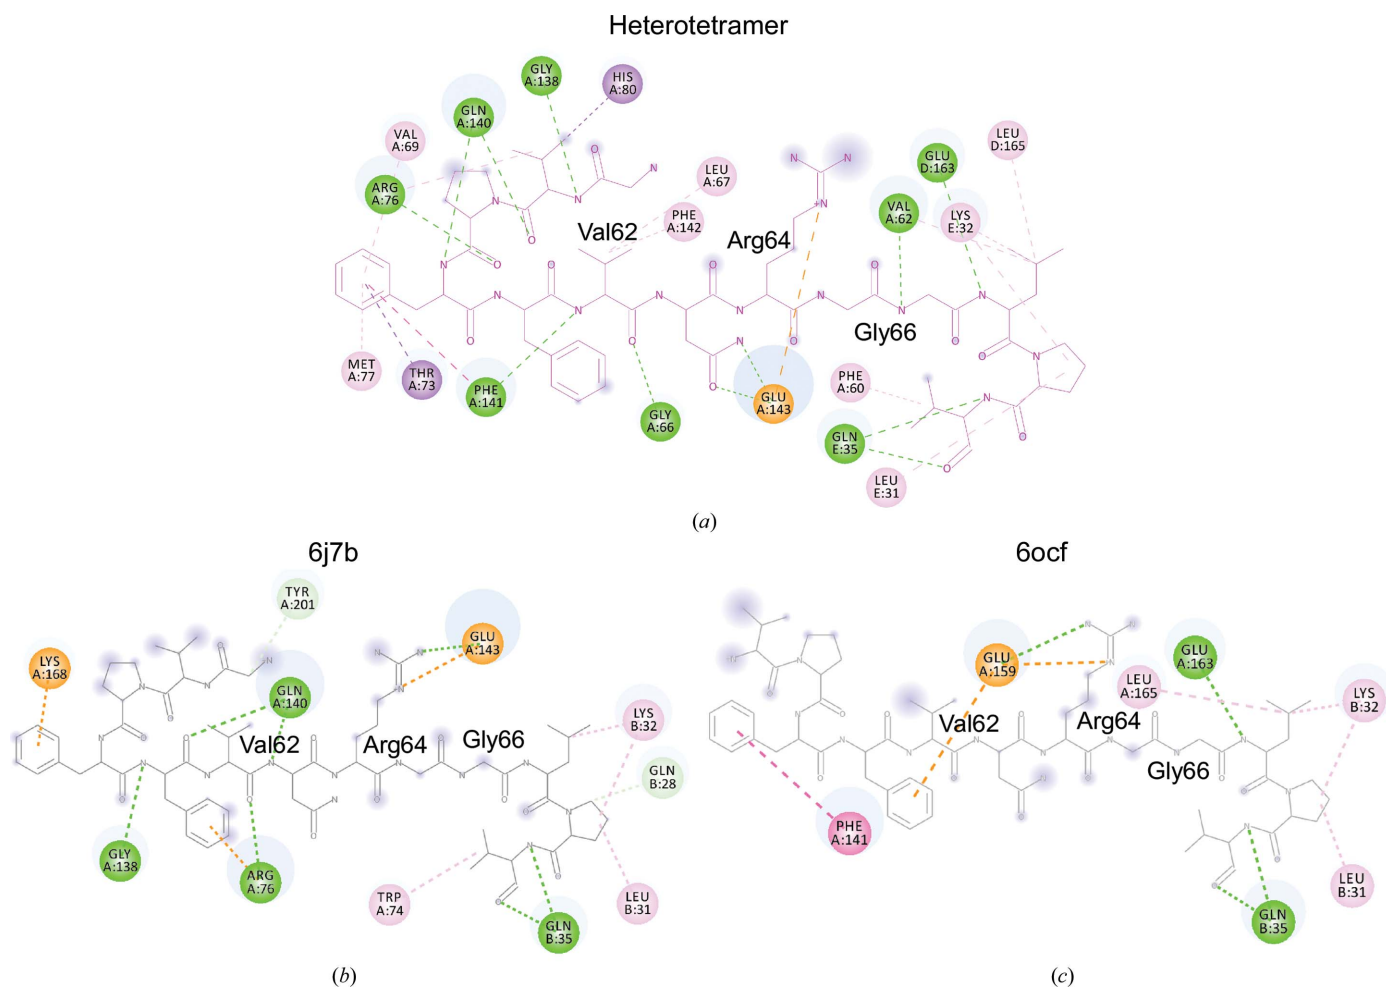 Heterotetramer
GLY
A:138
HIS
A:80
GLN
A:140
VAL
A:69
LEU
D:165
GLU
D:163
ARG
A:76
LEU
A:67
PHE
A:142
VAL
A:62
LYS
E:32
Val62
Arg64
Gly66
MET
A:77
THR
A:73
PHE
A:141
GLY
A:66
GLU
A:143
PHE
A:60
GLN
E:35
LEU
E:31
(a)
6j7b
TYR
A:201
LYS
A:168
GLN
A:140
GLU
A:143
LYS
B:32
Val62
Arg64
Gly66
GLN
B:28
GLY
A:138
ARG
A:76
TRP
A:74
GLN
B:35
LEU
B:31
(b)
6ocf
GLU
A:159
GLU
A:163
LEU
A:165
LYS
B:32
Val62
Arg64
Gly66
PHE
A:141
LEU
B:31
GLN
B:35
(c)